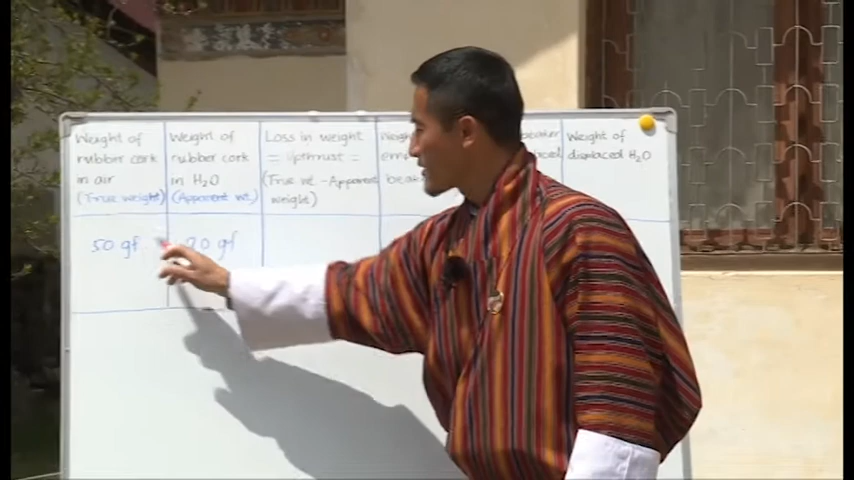 Weight of
rubber cork
in air
(True weight)
Weight of
rubber cork
in H2O
(Apparent wt)
Loss in weight
= Upthrust =
(True wt - Apparent
weight)
Weight of
displaced H2O
50 gf
20 gf